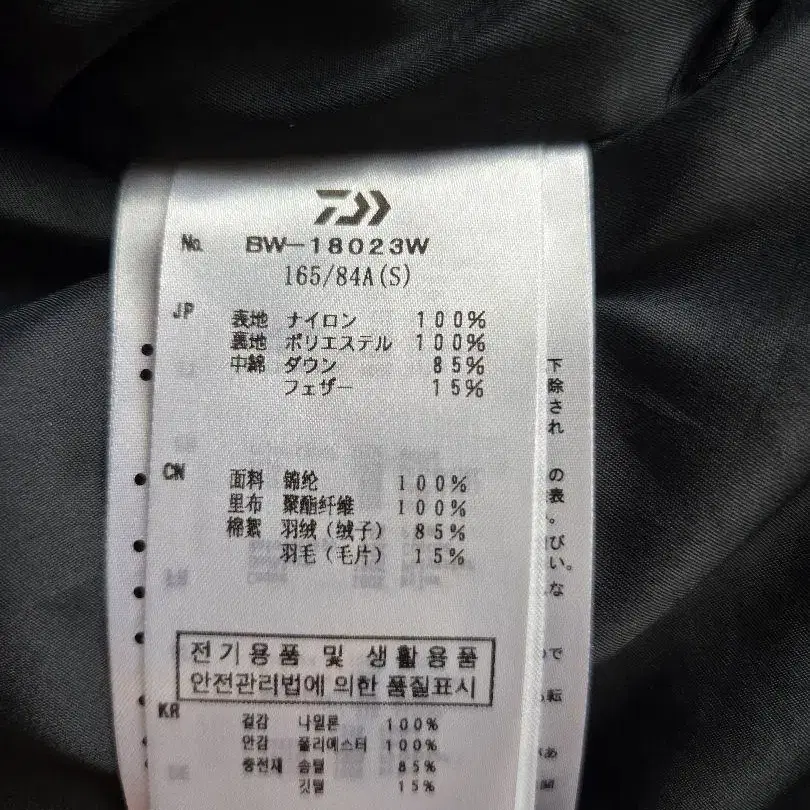 No. BW-18023W
165/84A(S)
JP 表地 ナイロン 100%
裏地 ポリエステル 100%
中綿 ダウン 85%
フェザー 15%
CN 面料 锦纶 100%
里布 聚酯纤维 100%
棉絮 羽绒(绒子) 85%
羽毛(毛片) 15%
전기용품 및 생활용품
안전관리법에 의한 품질표시
KR 겉감 나일론 100%
안감 폴리에스터 100%
충전재 솜털 85%
깃털 15%
下
除さ
れ
の
表
。
び
い。
な
で
転